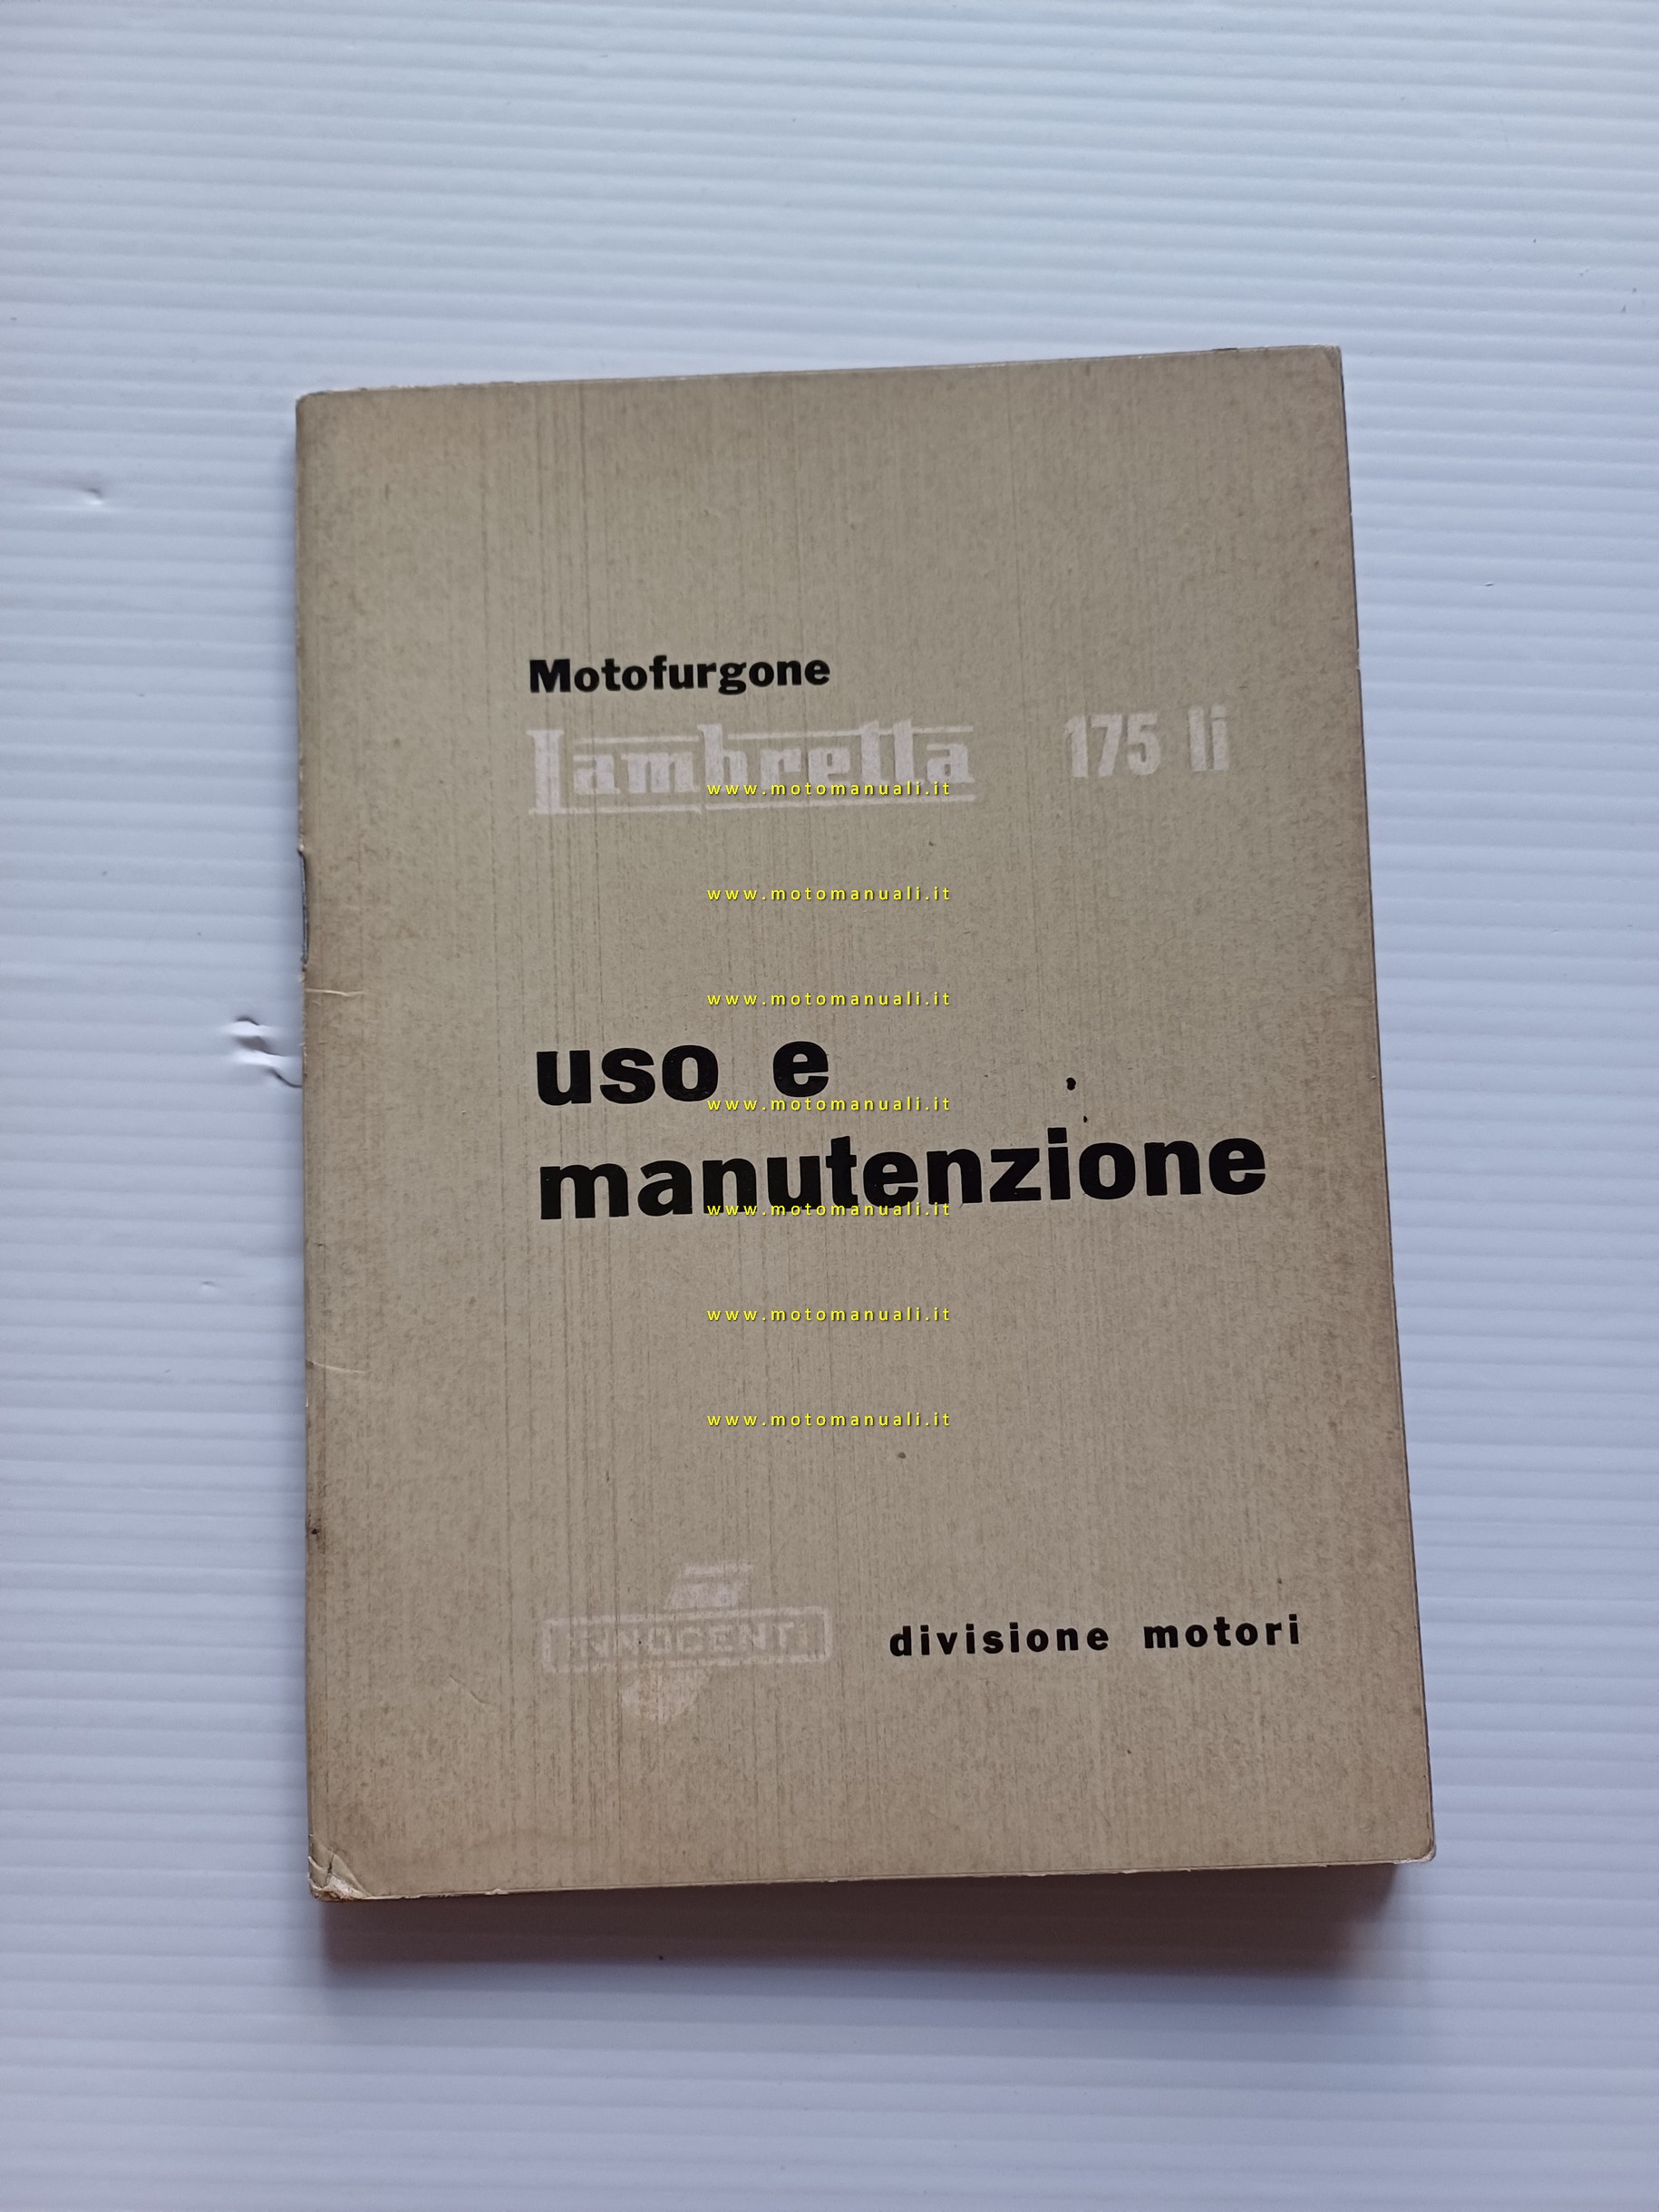 Motofurgone
Lambretta 175 li
www.motomanuali.it
www.motomanuali.it
www.motomanuali.it
uso e
www.motomanuali.it
manutenzione
www.motomanuali.it
www.motomanuali.it
www.motomanuali.it
INNOCENTI divisione motori